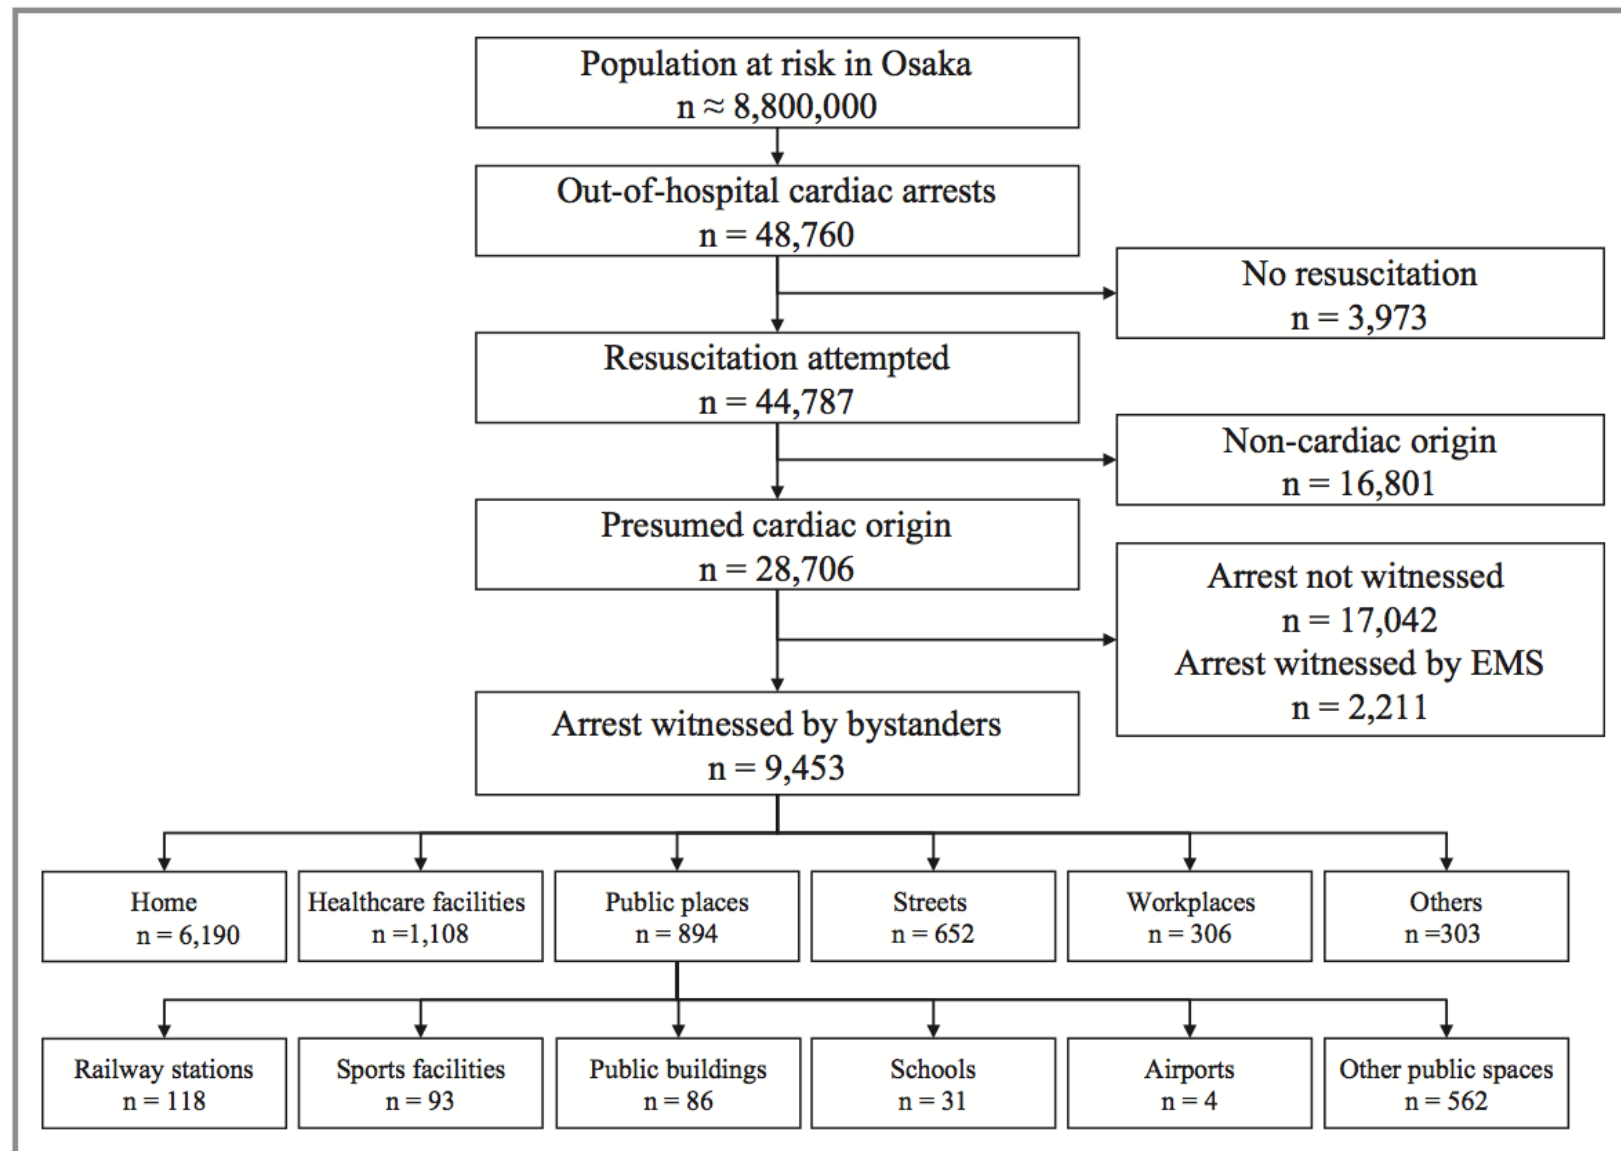 Population at risk in Osaka
n ≈ 8,800,000
Out-of-hospital cardiac arrests
n = 48,760
No resuscitation
n = 3,973
Resuscitation attempted
n = 44,787
Non-cardiac origin
n = 16,801
Presumed cardiac origin
n = 28,706
Arrest not witnessed
n = 17,042
Arrest witnessed by EMS
n = 2,211
Arrest witnessed by bystanders
n = 9,453
Home
n = 6,190
Healthcare facilities
n =1,108
Public places
n = 894
Streets
n = 652
Workplaces
n = 306
Others
n =303
Railway stations
n = 118
Sports facilities
n = 93
Public buildings
n = 86
Schools
n = 31
Airports
n = 4
Other public spaces
n = 562